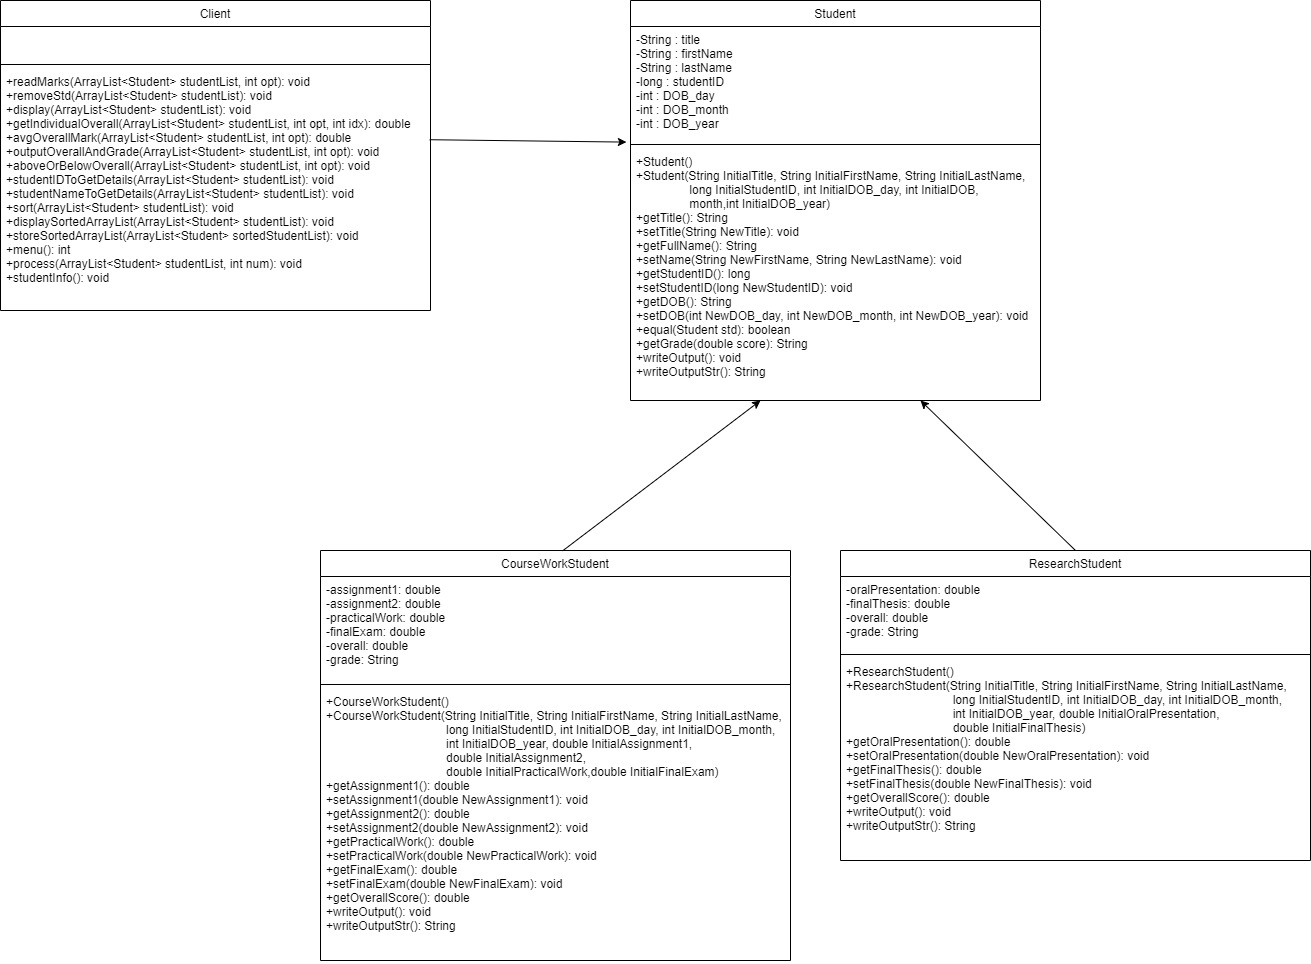 Client
+readMarks(ArrayList<Student> studentList, int opt): void
+removeStd(ArrayList<Student> studentList): void
+display(ArrayList<Student> studentList): void
+getIndividualOverall(ArrayList<Student> studentList, int opt, int idx): double
+avgOverallMark(ArrayList<Student> studentList, int opt): double
+outputOverallAndGrade(ArrayList<Student> studentList, int opt): void
+aboveOrBelowOverall(ArrayList<Student> studentList, int opt): void
+studentIDToGetDetails(ArrayList<Student> studentList): void
+studentNameToGetDetails(ArrayList<Student> studentList): void
+sort(ArrayList<Student> studentList): void
+displaySortedArrayList(ArrayList<Student> studentList): void
+storeSortedArrayList(ArrayList<Student> sortedStudentList): void
+menu(): int
+process(ArrayList<Student> studentList, int num): void
+studentInfo(): void
Student
-String : title
-String : firstName
-String : lastName
-long : studentID
-int : DOB_day
-int : DOB_month
-int : DOB_year
+Student()
+Student(String InitialTitle, String InitialFirstName, String InitialLastName,
long InitialStudentID, int InitialDOB_day, int InitialDOB,
month,int InitialDOB_year)
+getTitle(): String
+setTitle(String NewTitle): void
+getFullName(): String
+setName(String NewFirstName, String NewLastName): void
+getStudentID(): long
+setStudentID(long NewStudentID): void
+getDOB(): String
+setDOB(int NewDOB_day, int NewDOB_month, int NewDOB_year): void
+equal(Student std): boolean
+getGrade(double score): String
+writeOutput(): void
+writeOutputStr(): String
CourseWorkStudent
-assignment1: double
-assignment2: double
-practicalWork: double
-finalExam: double
-overall: double
-grade: String
+CourseWorkStudent()
+CourseWorkStudent(String InitialTitle, String InitialFirstName, String InitialLastName,
long InitialStudentID, int InitialDOB_day, int InitialDOB_month,
int InitialDOB_year, double InitialAssignment1,
double InitialAssignment2,
double InitialPracticalWork,double InitialFinalExam)
+getAssignment1(): double
+setAssignment1(double NewAssignment1): void
+getAssignment2(): double
+setAssignment2(double NewAssignment2): void
+getPracticalWork(): double
+setPracticalWork(double NewPracticalWork): void
+getFinalExam(): double
+setFinalExam(double NewFinalExam): void
+getOverallScore(): double
+writeOutput(): void
+writeOutputStr(): String
ResearchStudent
-oralPresentation: double
-finalThesis: double
-overall: double
-grade: String
+ResearchStudent()
+ResearchStudent(String InitialTitle, String InitialFirstName, String InitialLastName,
long InitialStudentID, int InitialDOB_day, int InitialDOB_month,
int InitialDOB_year, double InitialOralPresentation,
double InitialFinalThesis)
+getOralPresentation(): double
+setOralPresentation(double NewOralPresentation): void
+getFinalThesis(): double
+setFinalThesis(double NewFinalThesis): void
+getOverallScore(): double
+writeOutput(): void
+writeOutputStr(): String